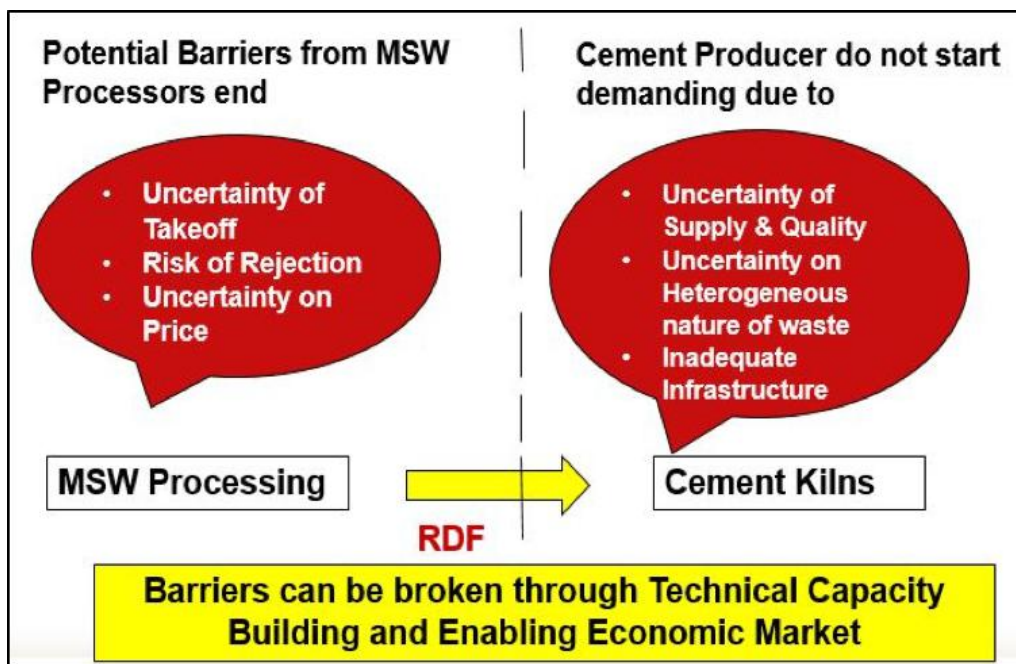 Potential Barriers from MSW
Processors end
• Uncertainty of
Takeoff
• Risk of Rejection
• Uncertainty on
Price
MSW Processing
Cement Producer do not start
demanding due to
• Uncertainty of
Supply & Quality
• Uncertainty on
Heterogeneous
nature of waste
• Inadequate
Infrastructure
Cement Kilns
RDF
Barriers can be broken through Technical Capacity
Building and Enabling Economic Market